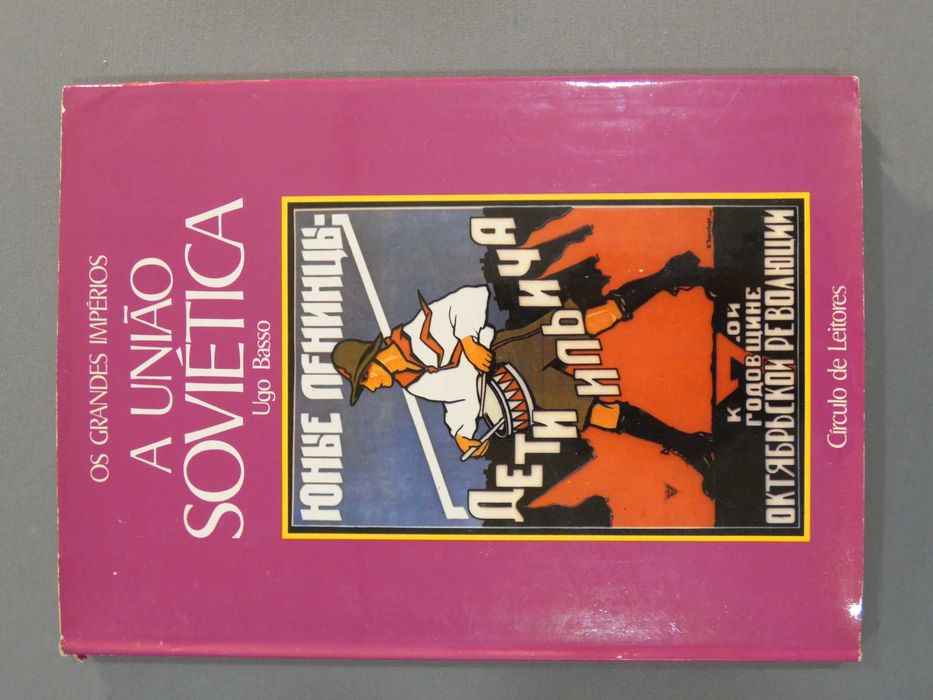 OS GRANDES IMPÉRIOS
A UNIÃO
SOVIÉTICA
Ugo Basso
ЮНЫЕ ЛЕНИНЦЫ-
ДЕТИ ИЛЬИЧА
К 7 ОЙ
ГОДОВЩИНЕ
ОКТЯБРЬСКОЙ РЕВОЛЮЦИИ
Círculo de Leitores